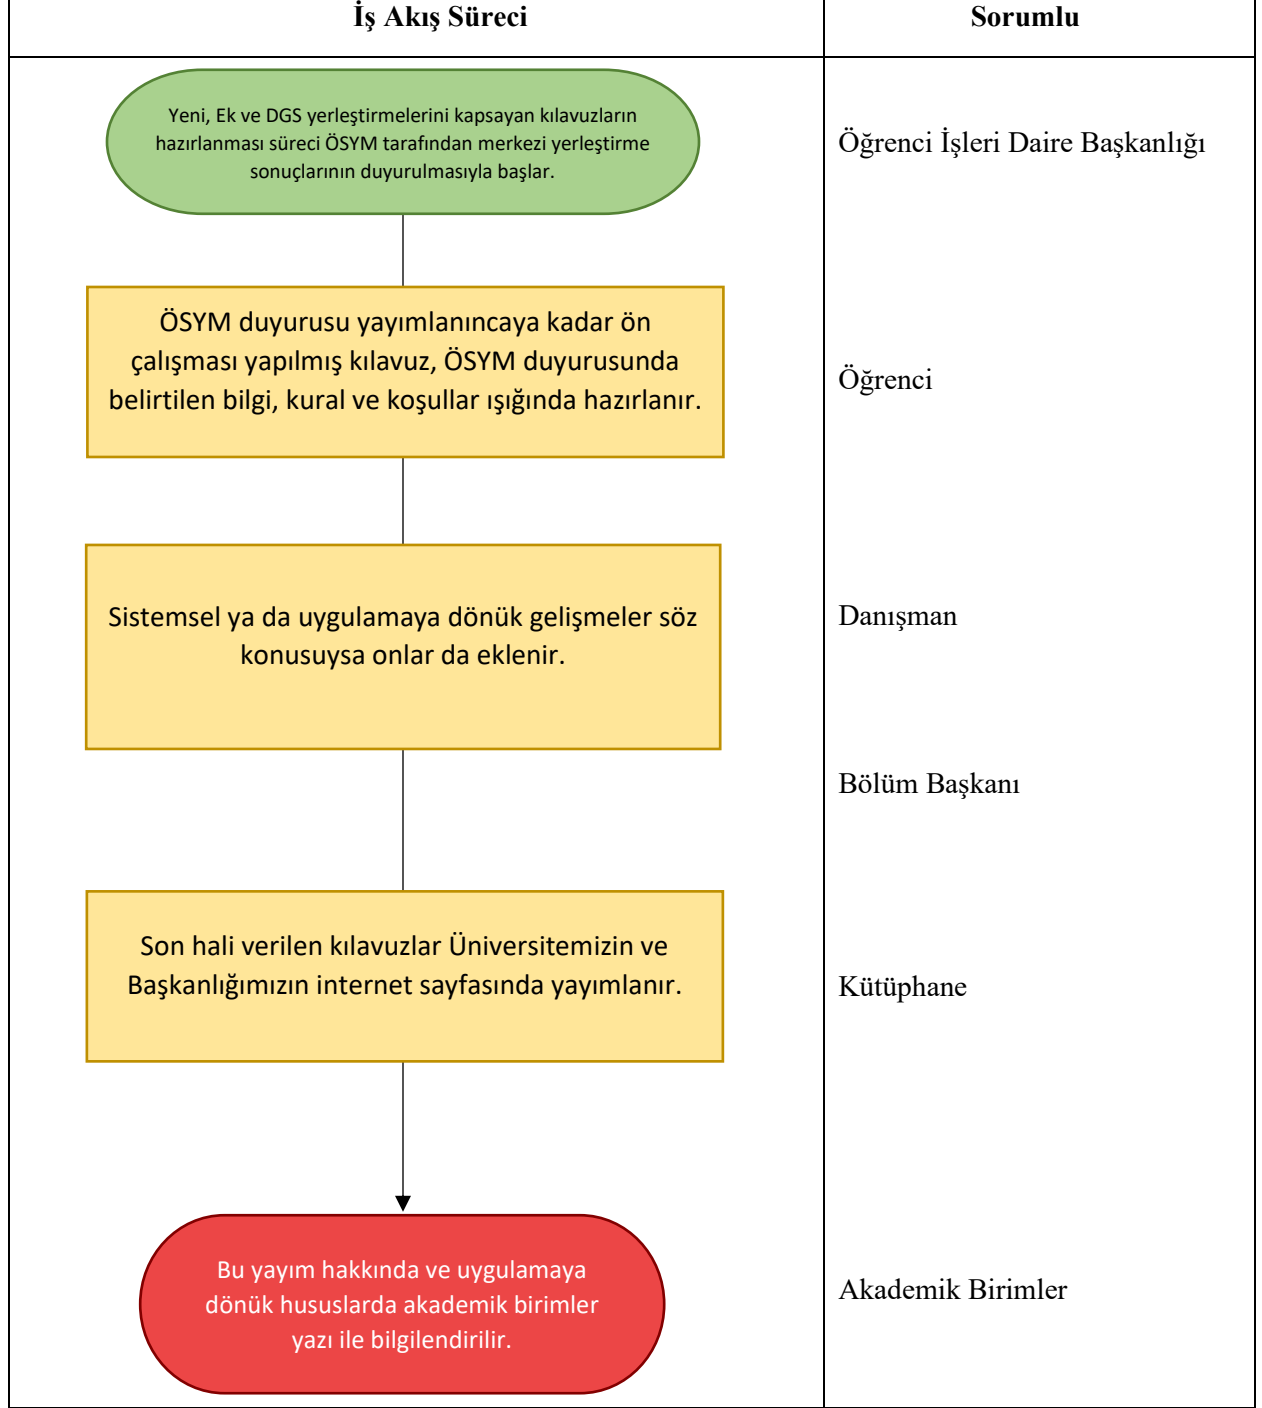 İş Akış Süreci
Sorumlu
Yeni, Ek ve DGS yerleştirmelerini kapsayan kılavuzların
hazırlanması süreci ÖSYM tarafından merkezi yerleştirme
sonuçlarının duyurulmasıyla başlar.
Öğrenci İşleri Daire Başkanlığı
ÖSYM duyurusu yayımlanıncaya kadar ön
çalışması yapılmış kılavuz, ÖSYM duyurusunda
belirtilen bilgi, kural ve koşullar ışığında hazırlanır.
Öğrenci
Sistemsel ya da uygulamaya dönük gelişmeler söz
konusuysa onlar da eklenir.
Danışman
Bölüm Başkanı
Son hali verilen kılavuzlar Üniversitemizin ve
Başkanlığımızın internet sayfasında yayımlanır.
Kütüphane
Bu yayım hakkında ve uygulamaya
dönük hususlarda akademik birimler
yazı ile bilgilendirilir.
Akademik Birimler